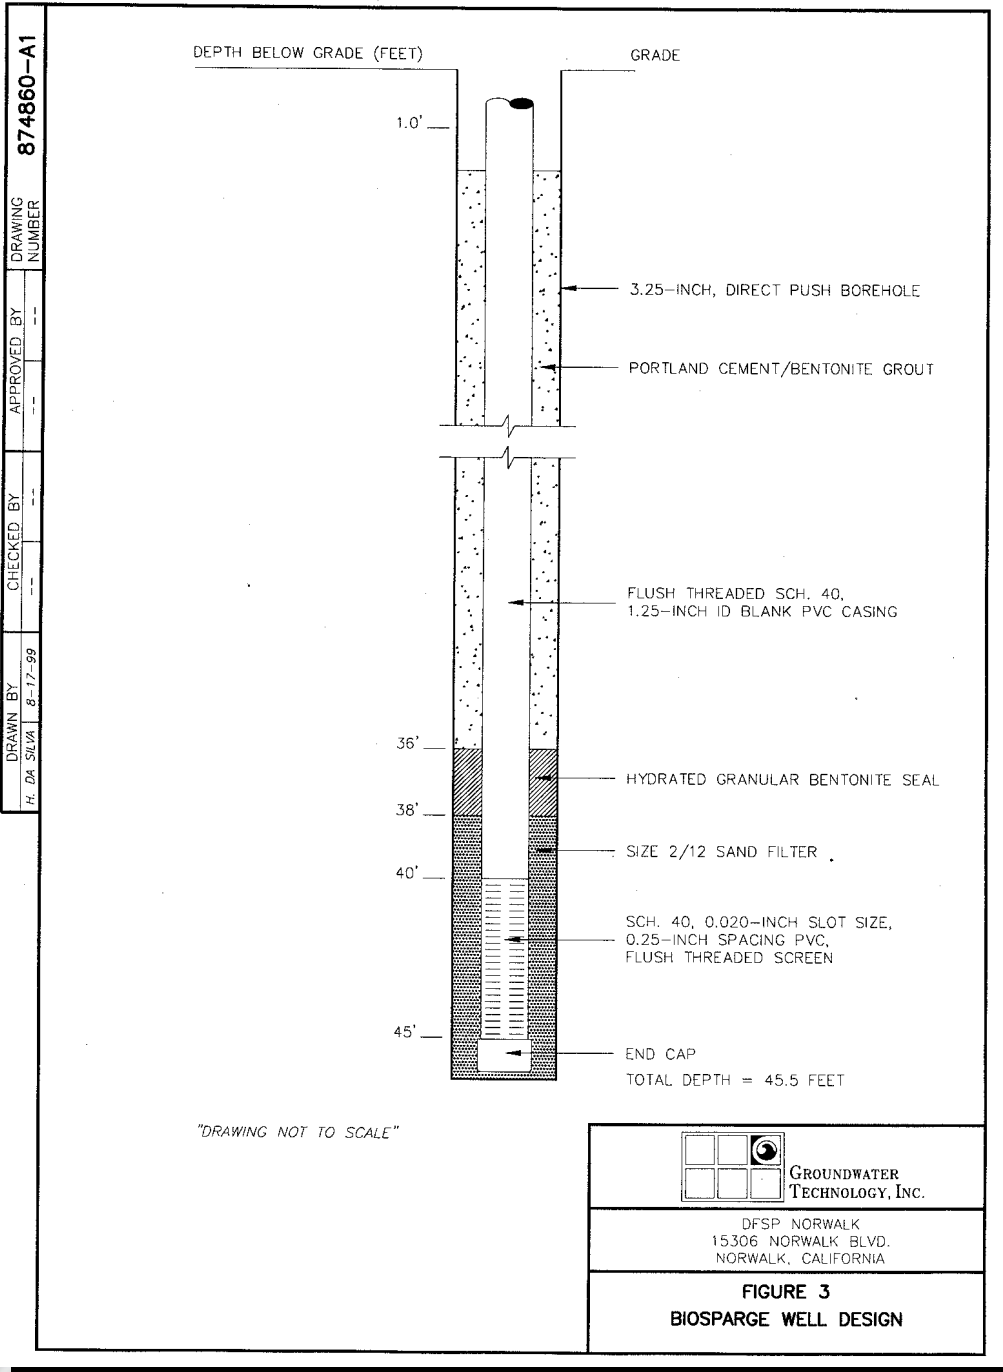 DEPTH BELOW GRADE (FEET)
GRADE
1.0'
3.25-INCH, DIRECT PUSH BOREHOLE
PORTLAND CEMENT/BENTONITE GROUT
FLUSH THREADED SCH. 40,
1.25-INCH ID BLANK PVC CASING
36'
HYDRATED GRANULAR BENTONITE SEAL
38'
SIZE 2/12 SAND FILTER
40'
SCH. 40, 0.020-INCH SLOT SIZE,
0.25-INCH SPACING PVC,
FLUSH THREADED SCREEN
45'
END CAP
TOTAL DEPTH = 45.5 FEET
"DRAWING NOT TO SCALE"
GROUNDWATER
TECHNOLOGY, INC.
DFSP NORWALK
15306 NORWALK BLVD.
NORWALK, CALIFORNIA
FIGURE 3
BIOSPARGE WELL DESIGN
DRAWN BY
H. DA SILVA 8-17-99
CHECKED BY
-- --
APPROVED BY
-- --
DRAWING
NUMBER
874860-A1